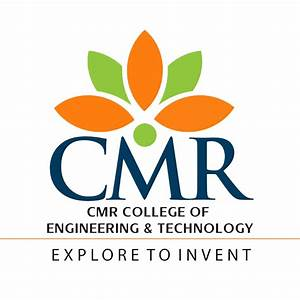 CMR
CMR COLLEGE OF
ENGINEERING & TECHNOLOGY
EXPLORE TO INVENT